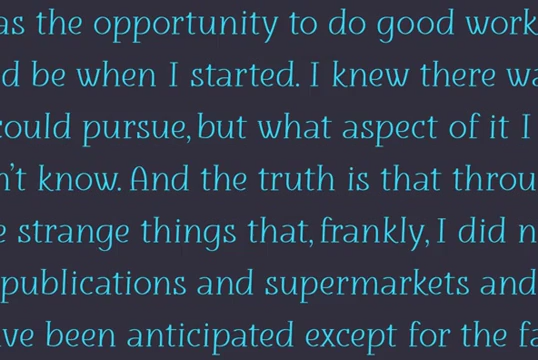 as the opportunity to do good work
d be when I started. I knew there wa
could pursue, but what aspect of it I
n't know. And the truth is that throu
e strange things that, frankly, I did n
publications and supermarkets and
ve been anticipated except for the fa